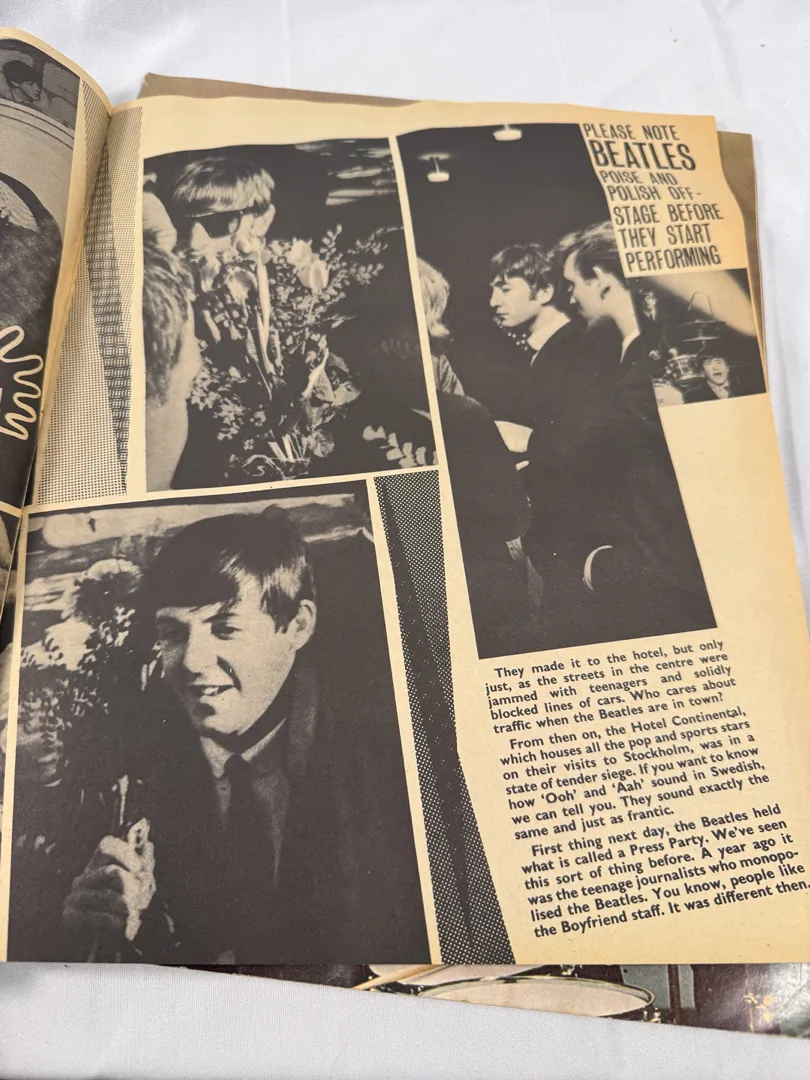 PLEASE NOTE
BEATLES
POISE AND
POLISH OFF-
STAGE BEFORE
THEY START
PERFORMING
They made it to the hotel, but only
just, as the streets in the centre were
jammed with teenagers and solidly
blocked lines of cars. Who cares about
traffic when the Beatles are in town?
From then on, the Hotel Continental,
which houses all the pop and sports stars
on their visits to Stockholm, was in a
state of tender siege. If you want to know
how 'Ooh' and 'Aah' sound in Swedish,
we can tell you. They sound exactly the
same and just as frantic.
First thing next day, the Beatles held
what is called a Press Party. We've seen
this sort of thing before. A year ago it
was the teenage journalists who monopo-
lised the Beatles. You know, people like
the Boyfriend staff. It was different then.